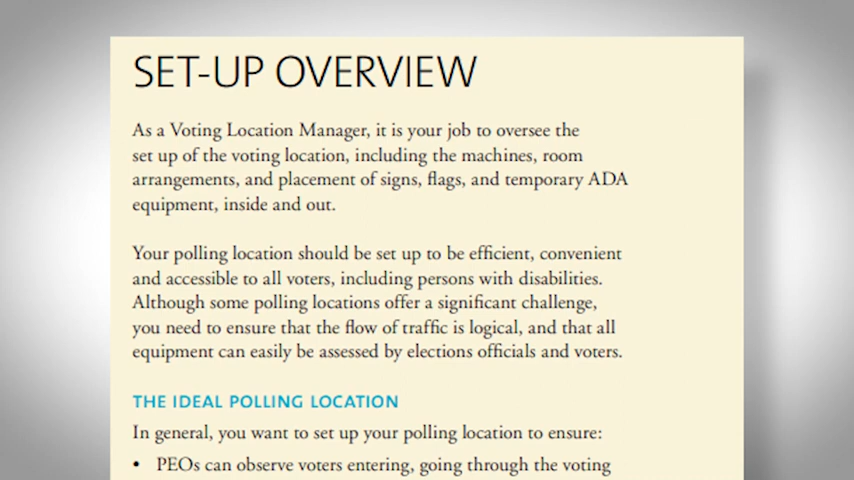 SET-UP OVERVIEW
As a Voting Location Manager, it is your job to oversee the
set up of the voting location, including the machines, room
arrangements, and placement of signs, flags, and temporary ADA
equipment, inside and out.
Your polling location should be set up to be efficient, convenient
and accessible to all voters, including persons with disabilities.
Although some polling locations offer a significant challenge,
you need to ensure that the flow of traffic is logical, and that all
equipment can easily be assessed by elections officials and voters.
THE IDEAL POLLING LOCATION
In general, you want to set up your polling location to ensure:
• PEOs can observe voters entering, going through the voting